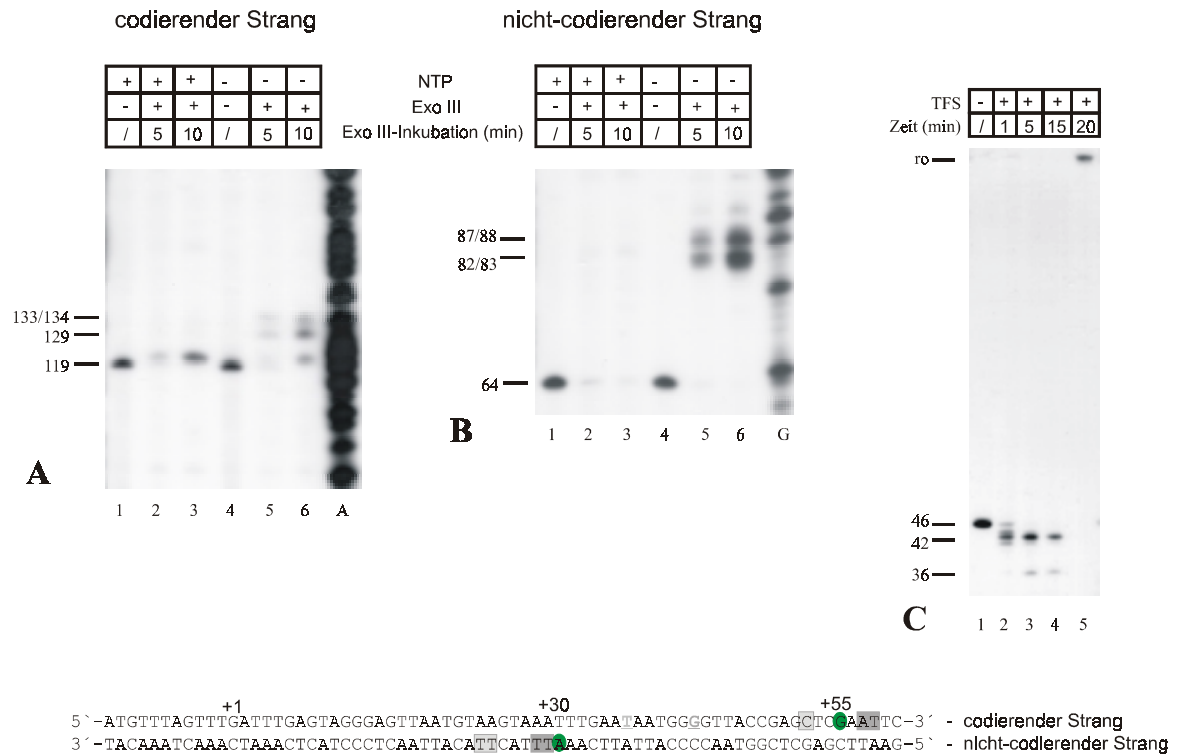 codierender Strang
nicht-codierender Strang
+ + + - - -
NTP
+ + + - - -
- + + - + +
Exo III
- + + - + +
/ 5 10 / 5 10
Exo III-Inkubation (min)
/ 5 10 / 5 10
TFS
- + + + +
Zeit (min)
/ 1 5 15 20
133/134
129
119
A
1 2 3 4 5 6 A
87/88
82/83
64
B
1 2 3 4 5 6 G
ro
46
42
36
C
1 2 3 4 5
+1 +30 +55
5`-ATGTTTAGTTTGATTTGAGTAGGGAGTTAATGTAAGTAAATTTGAATAATGGGGTTACCGAGCTCGAATTC-3´ - codierender Strang
3`-TACAAATCAAACTAAACTCATCCCTCAATTACATTCATTTAAACTTATTACCCCAATGGCTCGAGCTTAAG-5` - nicht-codierender Strang